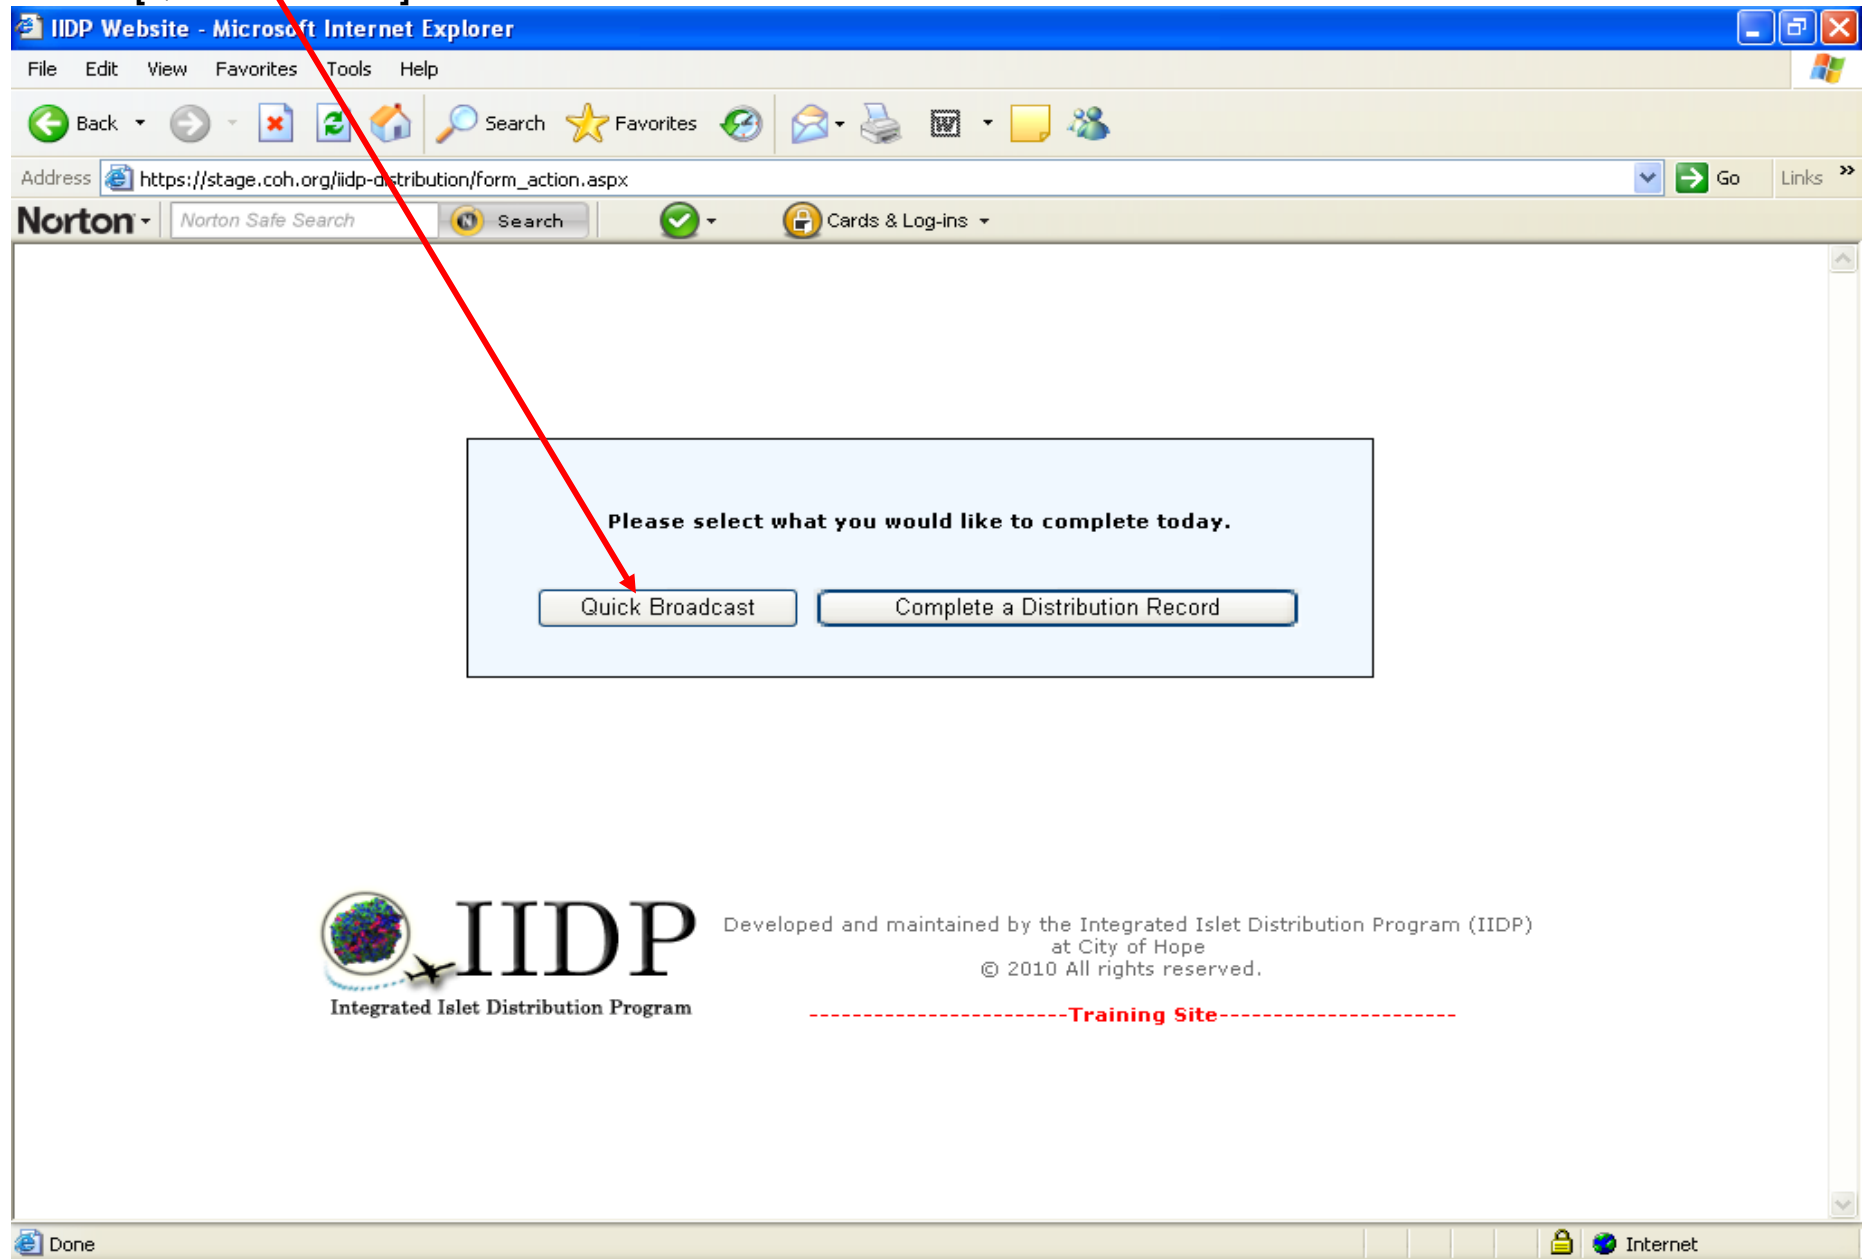 IIDP Website - Microsoft Internet Explorer
File Edit View Favorites Tools Help
Back Search Favorites
Address https://stage.coh.org/iidp-distribution/form_action.aspx Go Links »
Norton Norton Safe Search Search Cards & Log-ins
Please select what you would like to complete today.
Quick Broadcast Complete a Distribution Record
IIDP
Integrated Islet Distribution Program
Developed and maintained by the Integrated Islet Distribution Program (IIDP)
at City of Hope
© 2010 All rights reserved.
------------------------Training Site----------------------
Done Internet